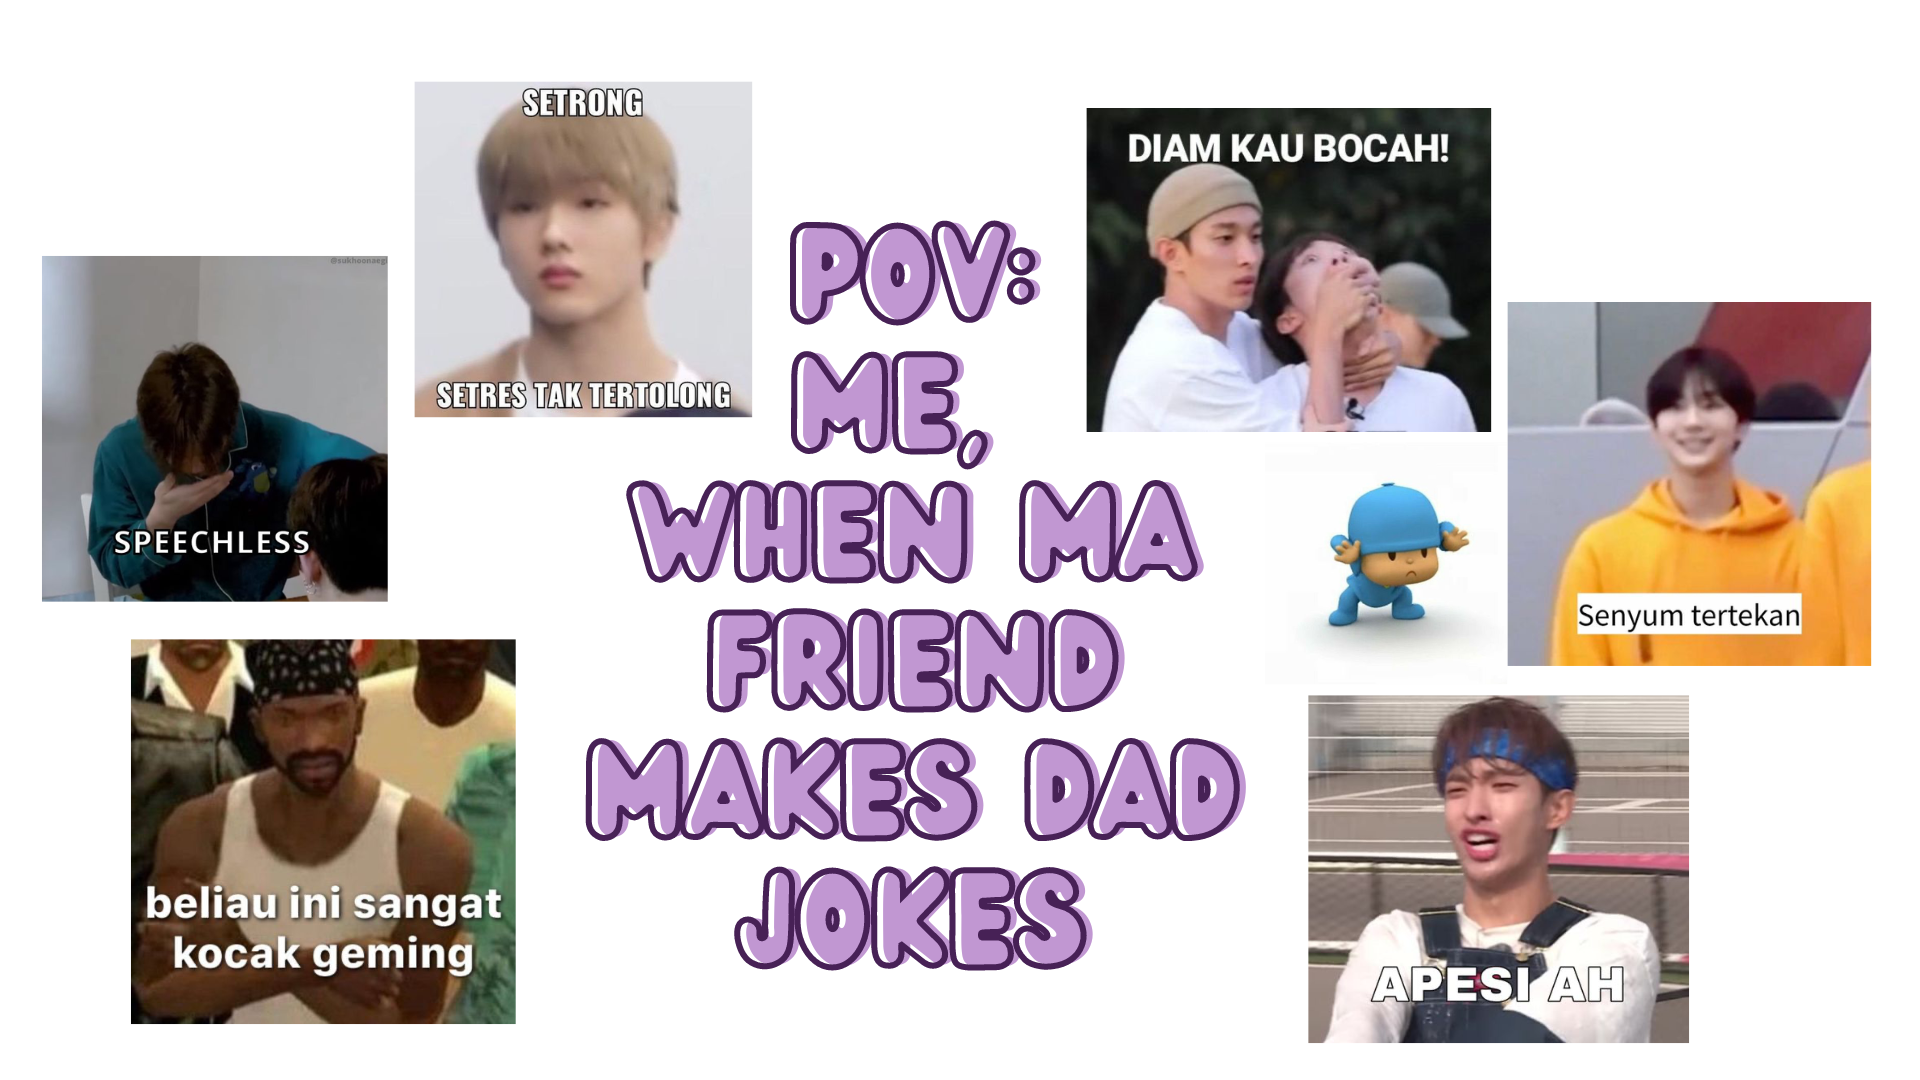 SETRONG
SETRES TAK TERTOLONG
DIAM KAU BOCAH!
@sukhoonaegi
SPEECHLESS
POV:
ME,
WHEN MA
FRIEND
MAKES DAD
JOKES
Senyum tertekan
beliau ini sangat
kocak geming
APESI AH